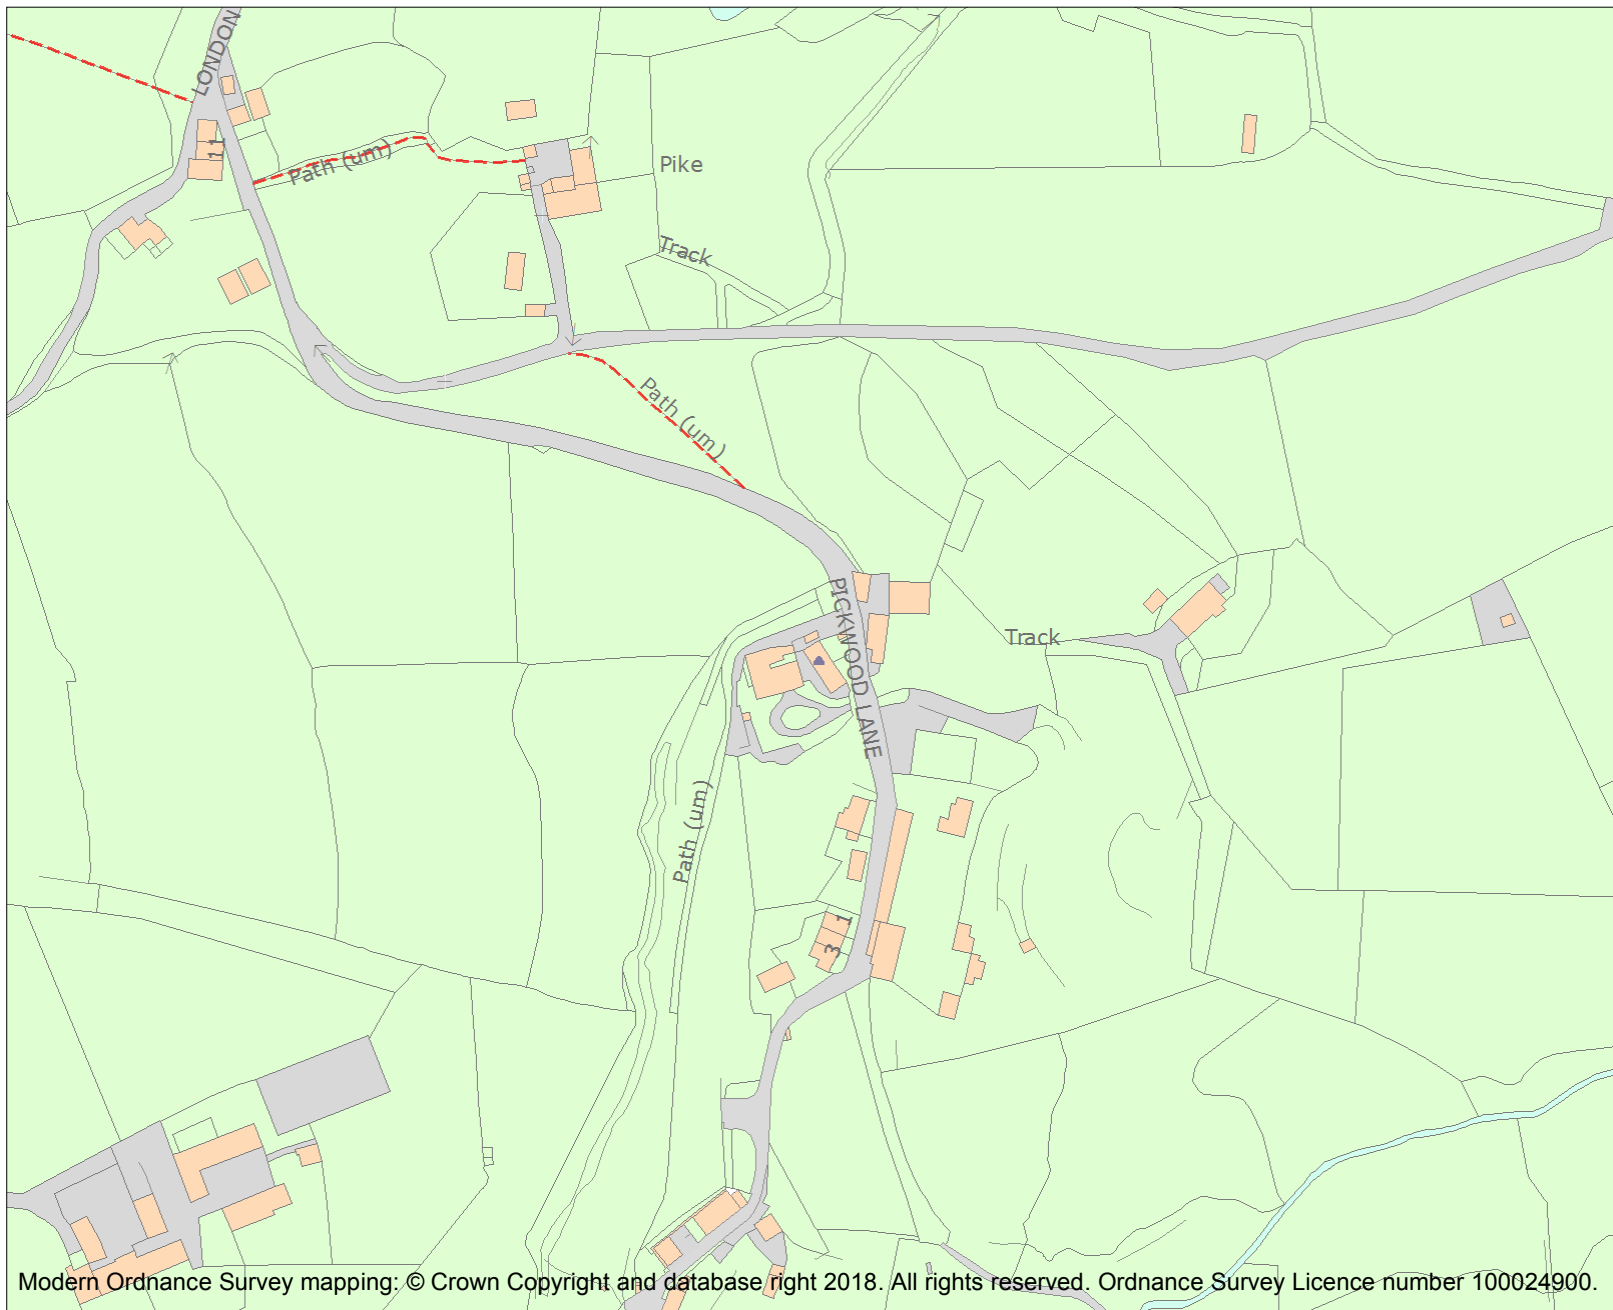 LONDON
11
Path (um)
Pike
Track
Path (um)
PICKWOOD LANE
Track
Path (um)
1
3
Modern Ordnance Survey mapping: © Crown Copyright and database right 2018. All rights reserved. Ordnance Survey Licence number 100024900.